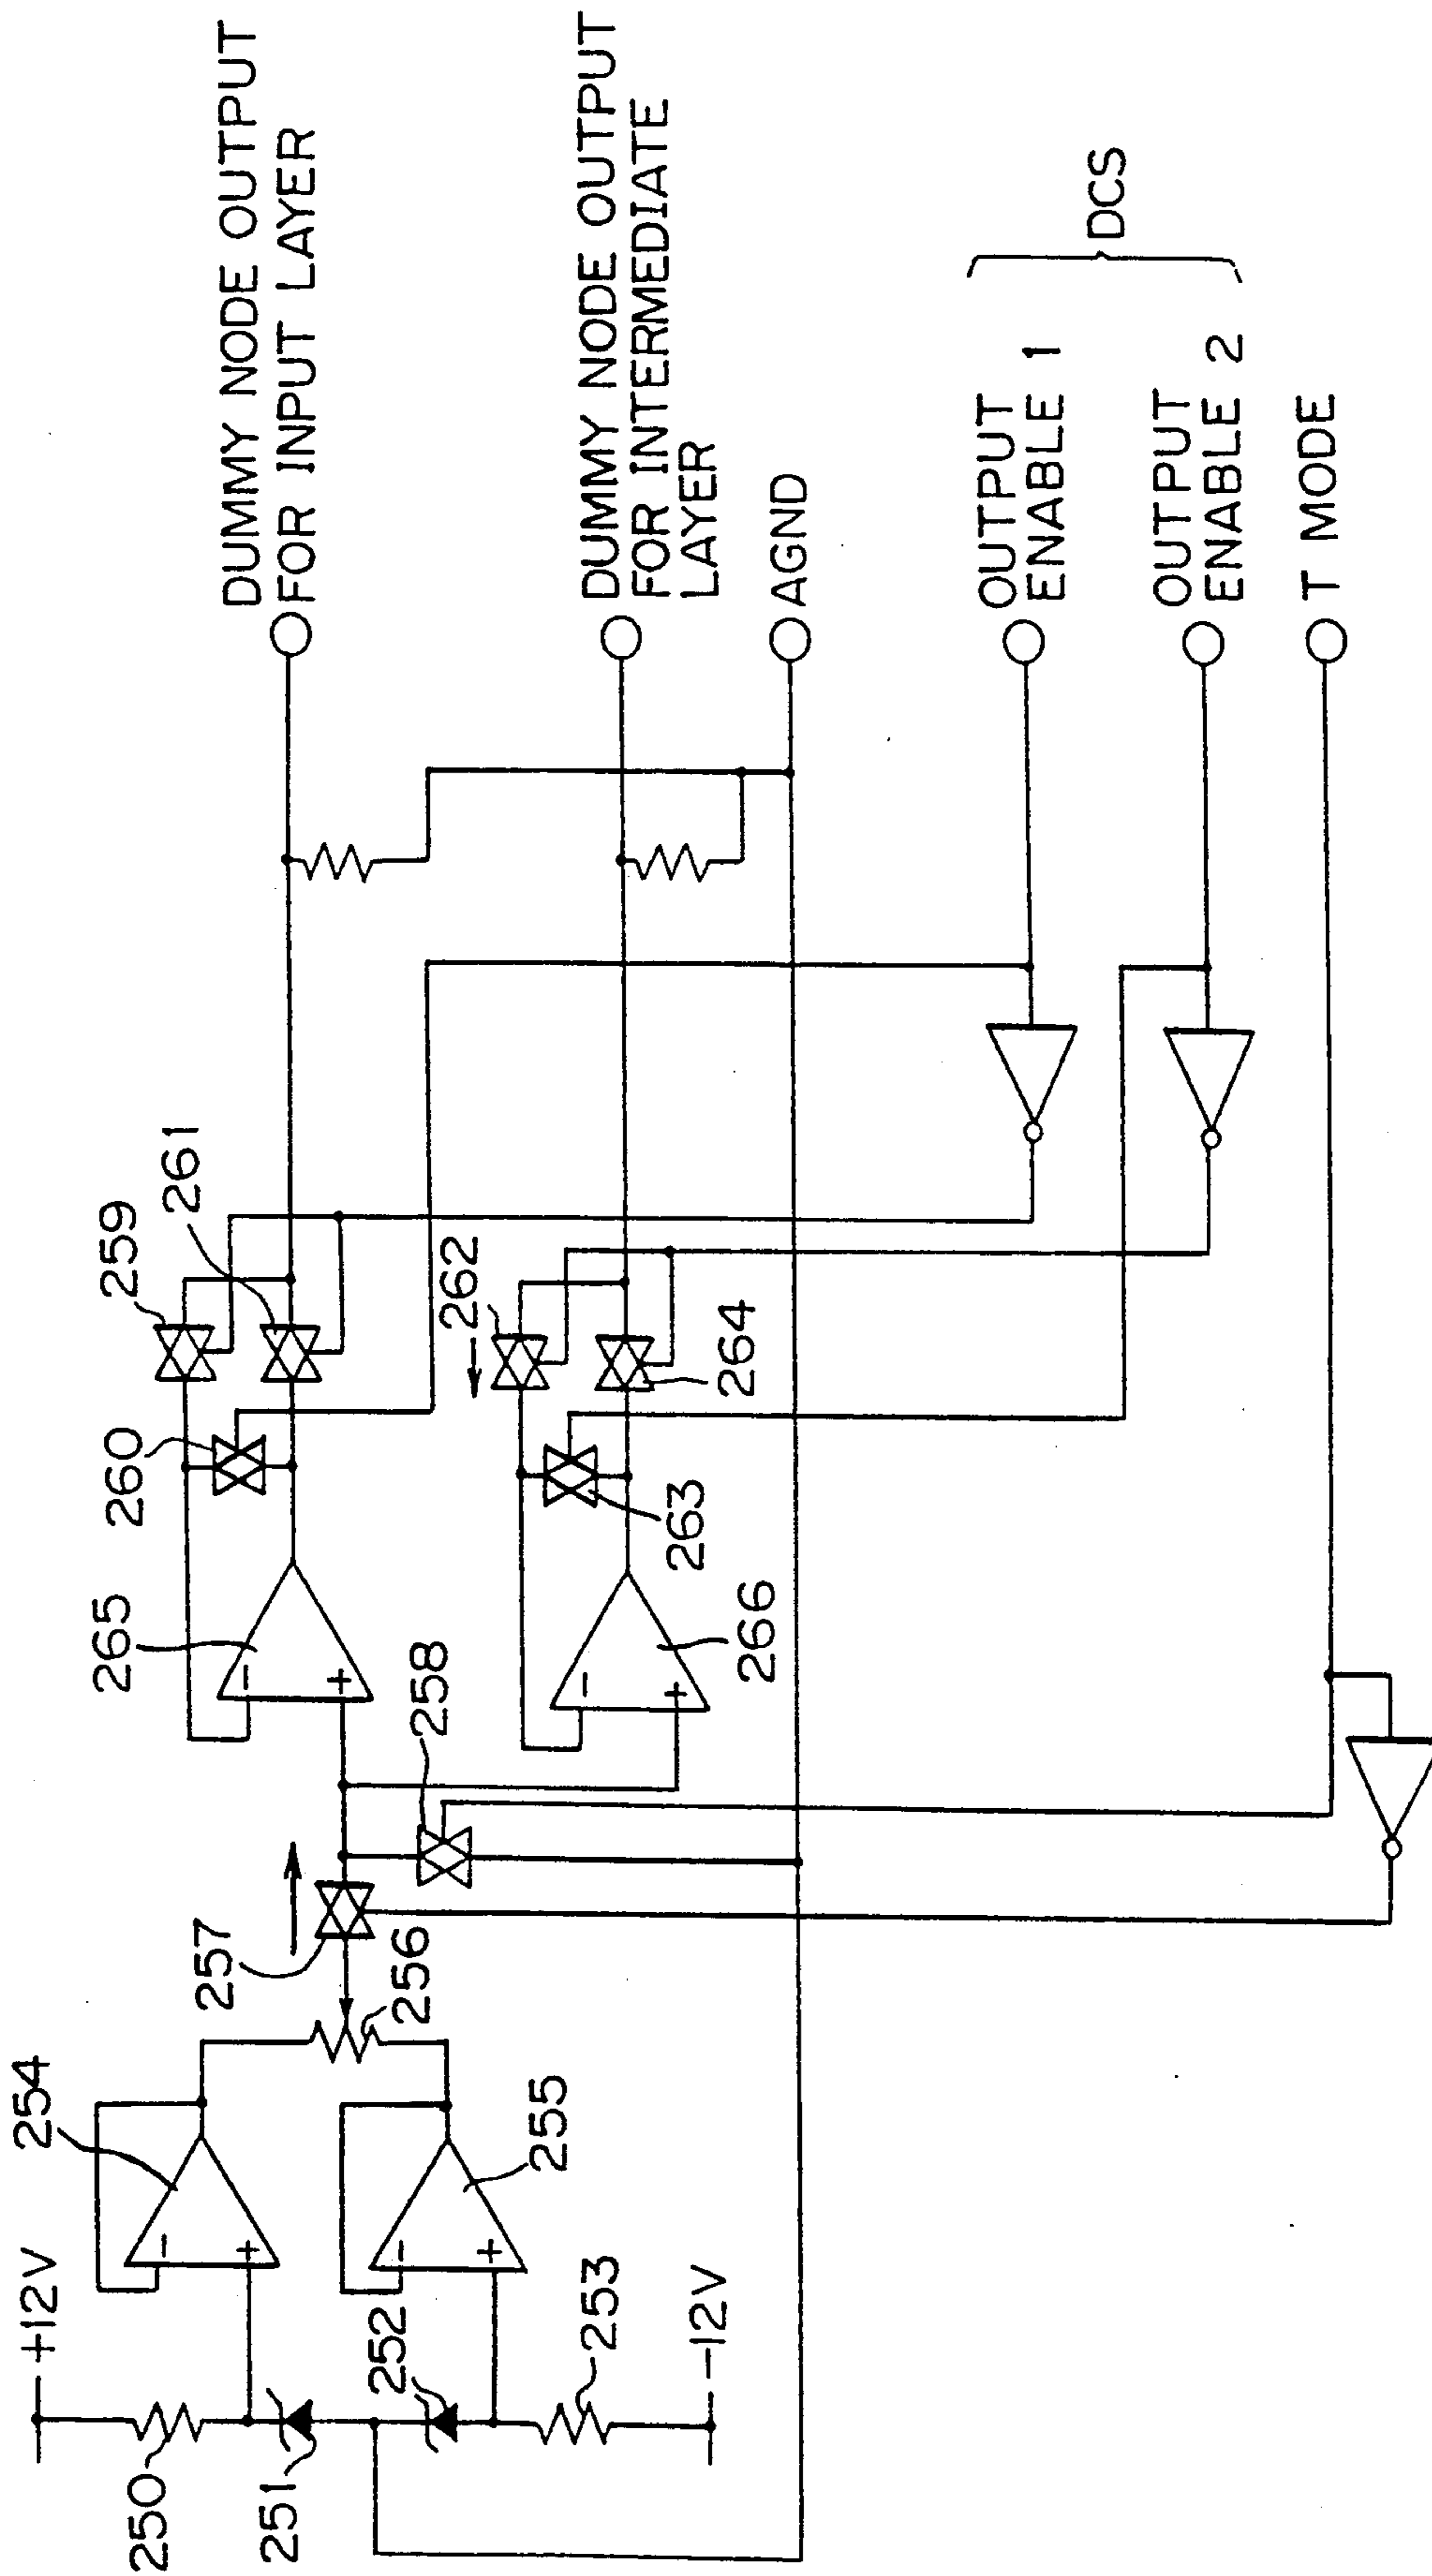 +12V
254
257
265
260
259
261
DUMMY NODE OUTPUT
FOR INPUT LAYER
250
251
252
255
256
258
262
264
263
266
DUMMY NODE OUTPUT
FOR INTERMEDIATE
LAYER
253
-12V
AGND
OUTPUT
ENABLE 1
OUTPUT
ENABLE 2
DCS
T MODE
-
+
-
+
-
+
-
+